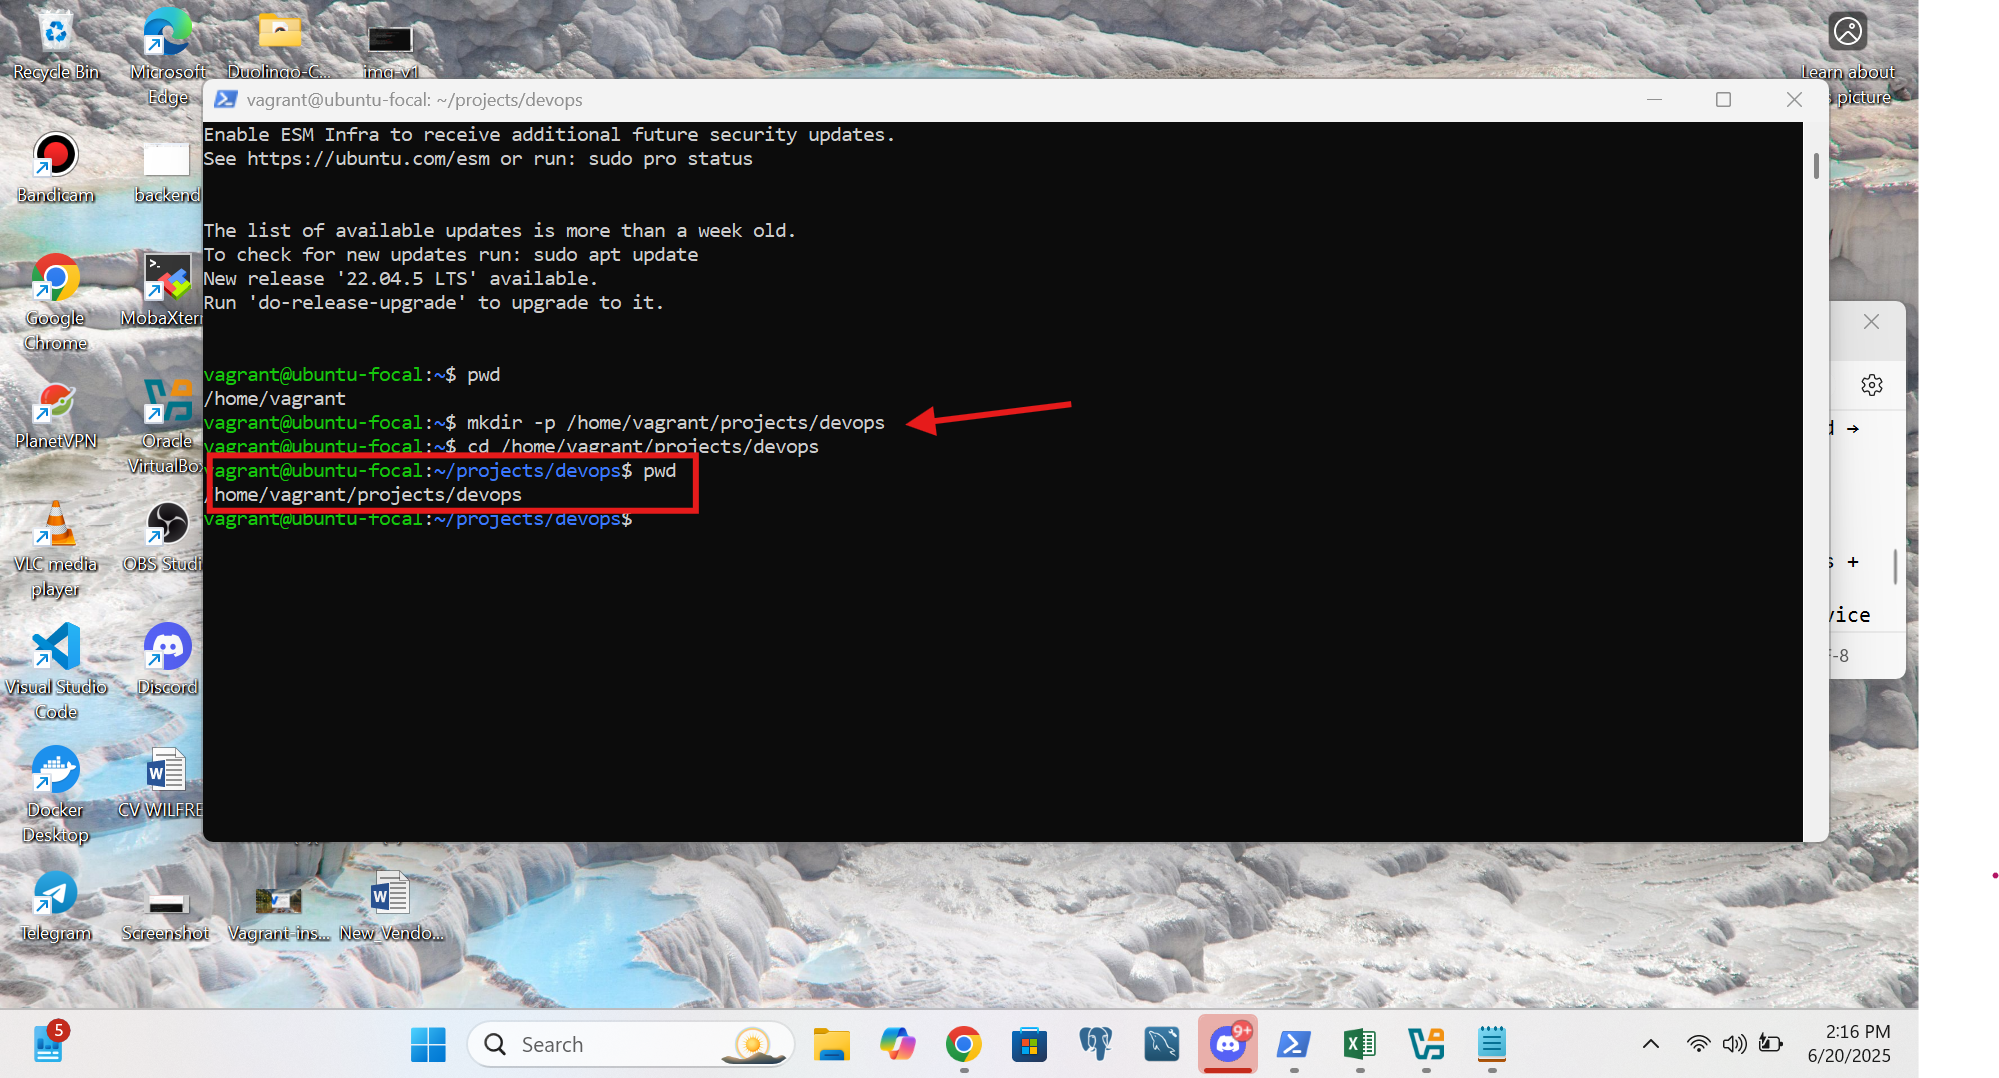 Recycle Bin
Microsoft Edge
Duolingo-C...
img-v1
Learn about
picture
vagrant@ubuntu-focal: ~/projects/devops
Enable ESM Infra to receive additional future security updates.
See https://ubuntu.com/esm or run: sudo pro status
The list of available updates is more than a week old.
To check for new updates run: sudo apt update
New release '22.04.5 LTS' available.
Run 'do-release-upgrade' to upgrade to it.
vagrant@ubuntu-focal:~$ pwd
/home/vagrant
vagrant@ubuntu-focal:~$ mkdir -p /home/vagrant/projects/devops
vagrant@ubuntu-focal:~$ cd /home/vagrant/projects/devops
vagrant@ubuntu-focal:~/projects/devops$ pwd
/home/vagrant/projects/devops
vagrant@ubuntu-focal:~/projects/devops$
Bandicam
backend
Google Chrome
MobaXter
PlanetVPN
Oracle VirtualBo
VLC media player
OBS Studi
Visual Studio Code
Discord
Docker Desktop
CV WILFRE
Telegram
Screenshot
Vagrant-ins...
New_Vendo...
d →
s +
vice
F-8
5
Search
9+
2:16 PM
6/20/2025